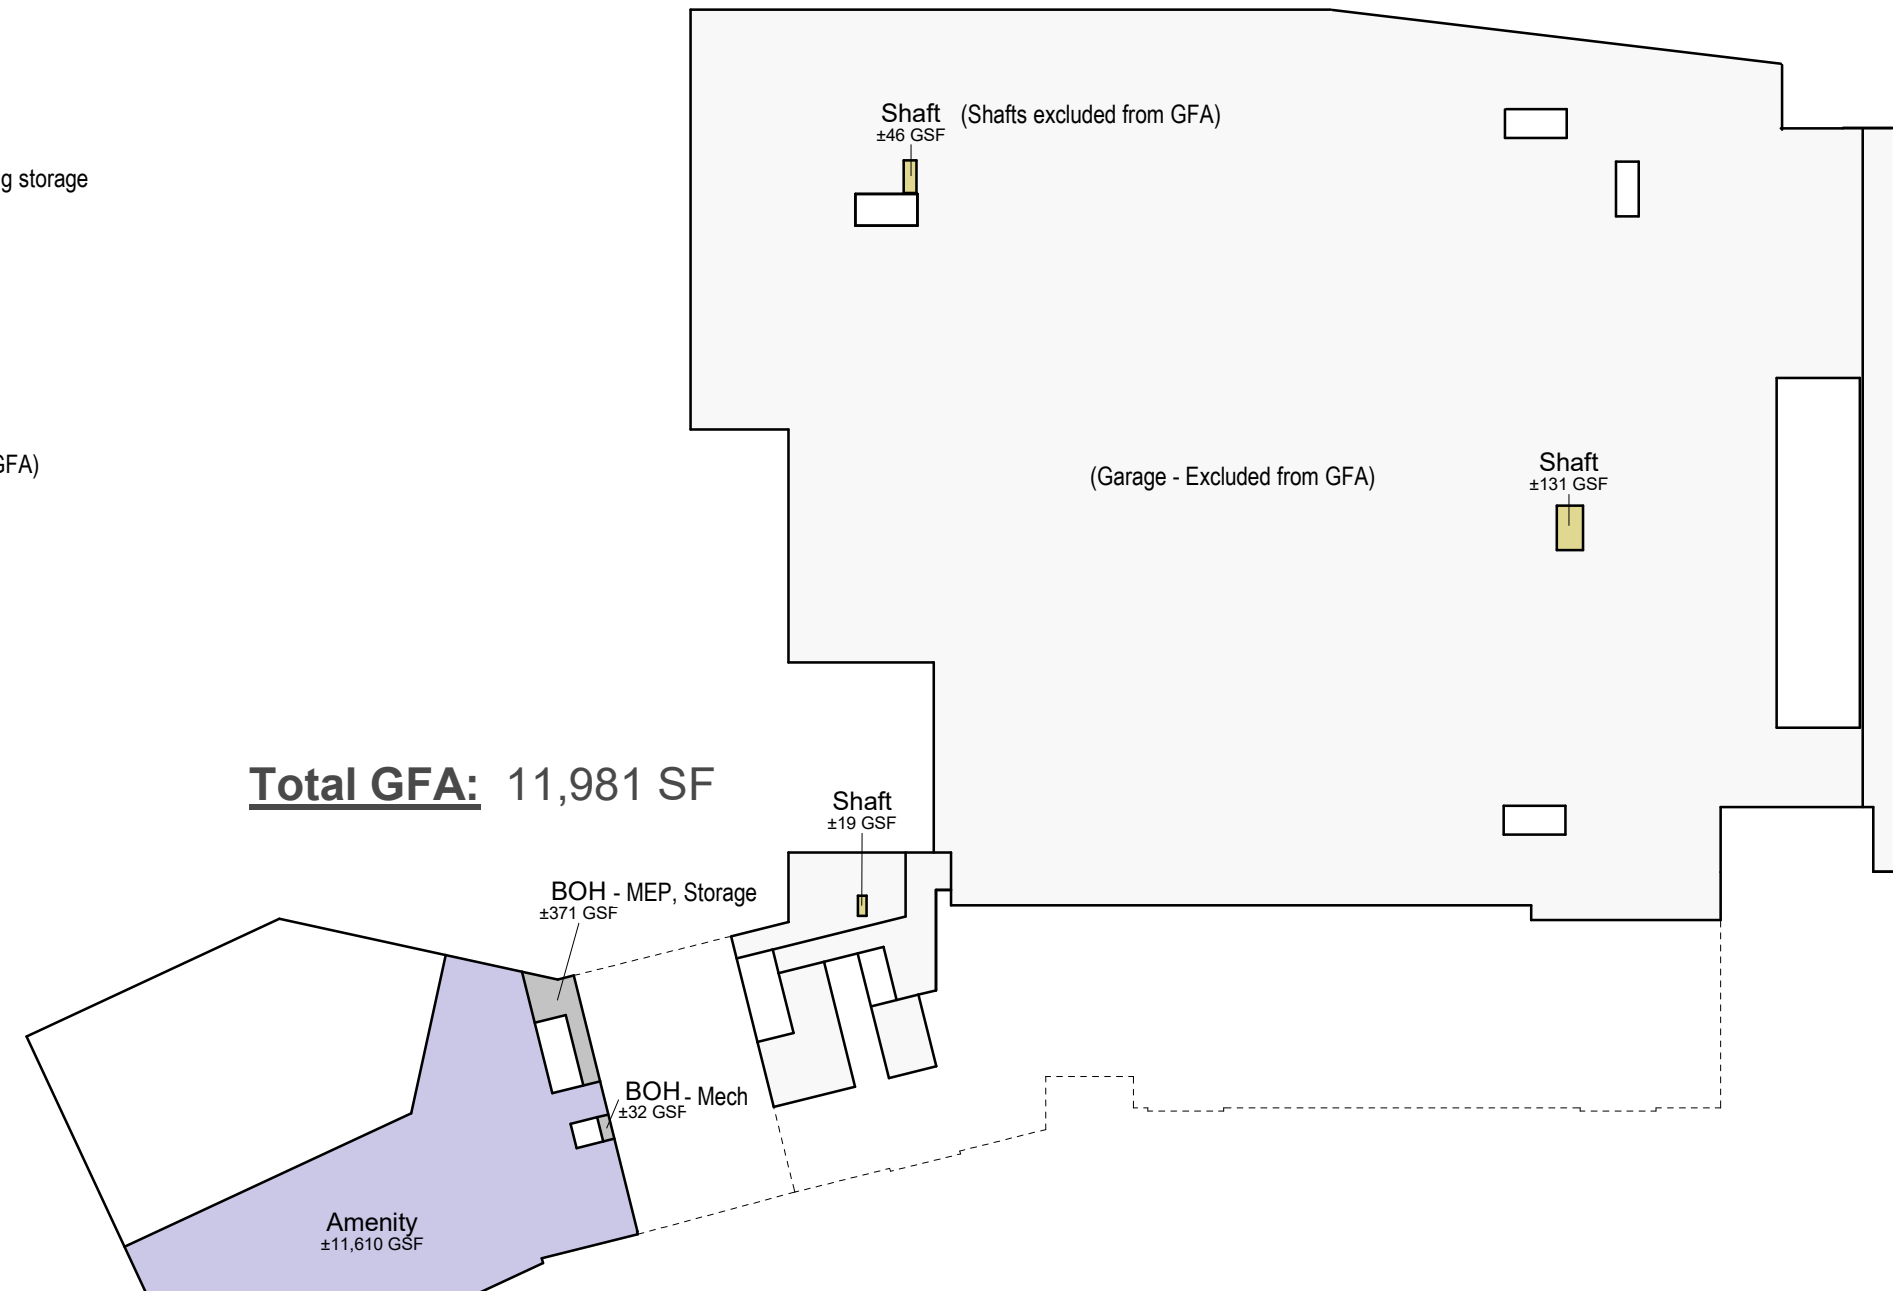 Shaft (Shafts excluded from GFA)
±46 GSF
g storage
GFA)
(Garage - Excluded from GFA)
Shaft
±131 GSF
Total GFA: 11,981 SF
Shaft
±19 GSF
BOH - MEP, Storage
±371 GSF
BOH - Mech
±32 GSF
Amenity
±11,610 GSF